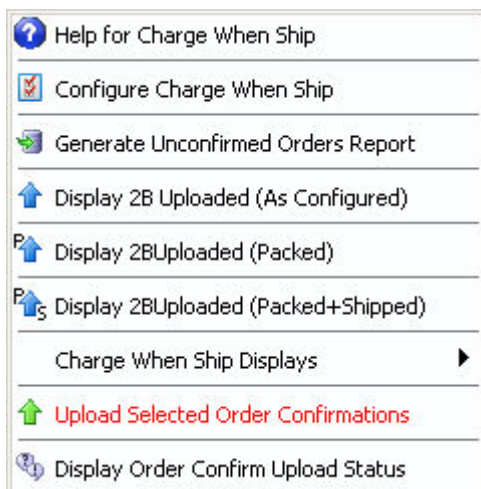 Help for Charge When Ship
Configure Charge When Ship
Generate Unconfirmed Orders Report
Display 2B Uploaded (As Configured)
P Display 2BUploaded (Packed)
P S Display 2BUploaded (Packed+Shipped)
Charge When Ship Displays
Upload Selected Order Confirmations
Display Order Confirm Upload Status